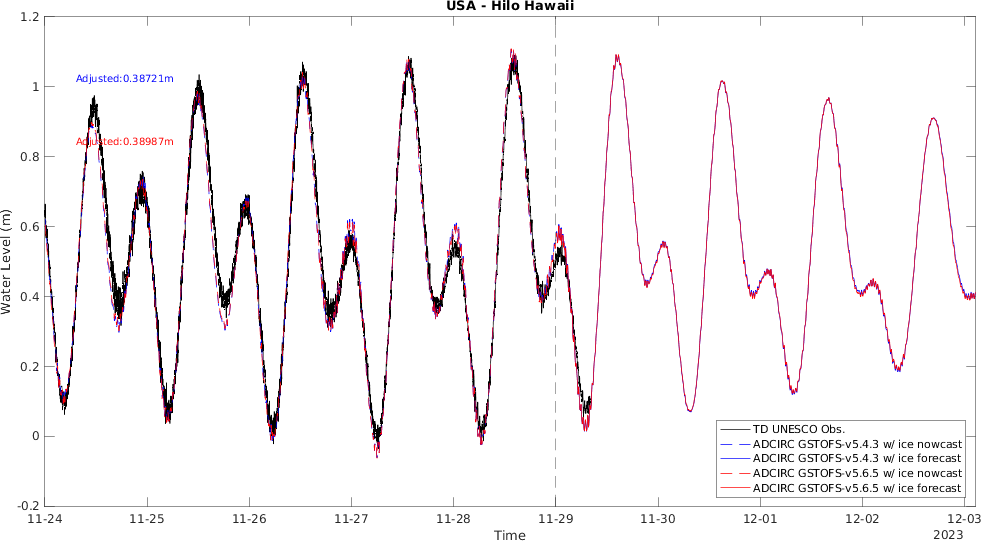 USA - Hilo Hawaii
1.2
1
0.8
0.6
0.4
0.2
0
-0.2
Water Level (m)
Adjusted:0.38721m
Adjusted:0.38987m
TD UNESCO Obs.
ADCIRC GSTOFS-v5.4.3 w/ ice nowcast
ADCIRC GSTOFS-v5.4.3 w/ ice forecast
ADCIRC GSTOFS-v5.6.5 w/ ice nowcast
ADCIRC GSTOFS-v5.6.5 w/ ice forecast
11-24 11-25 11-26 11-27 11-28 11-29 11-30 12-01 12-02 12-03
Time 2023